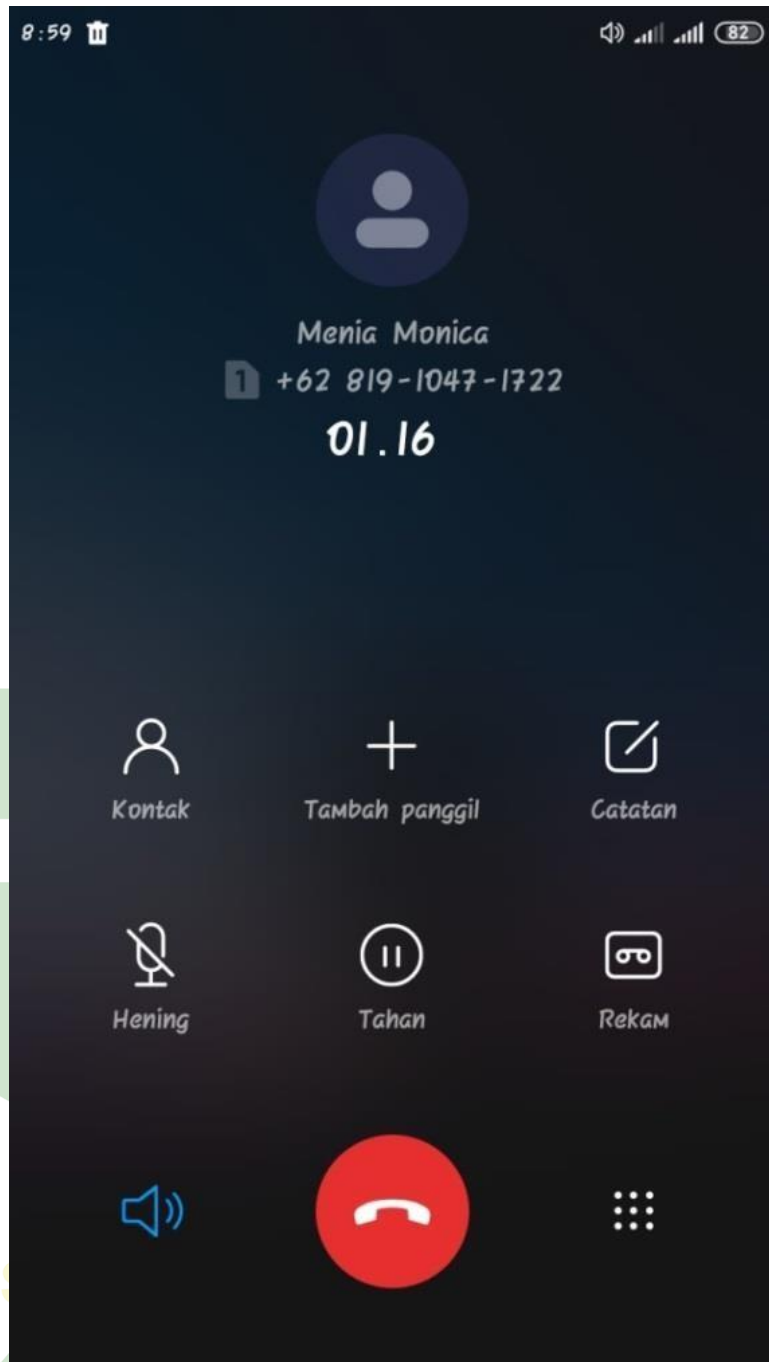 8:59 82
Menia Monica
1 +62 819-1047-1722
01.16
Kontak Tambah panggil Catatan
Hening Tahan Rekam